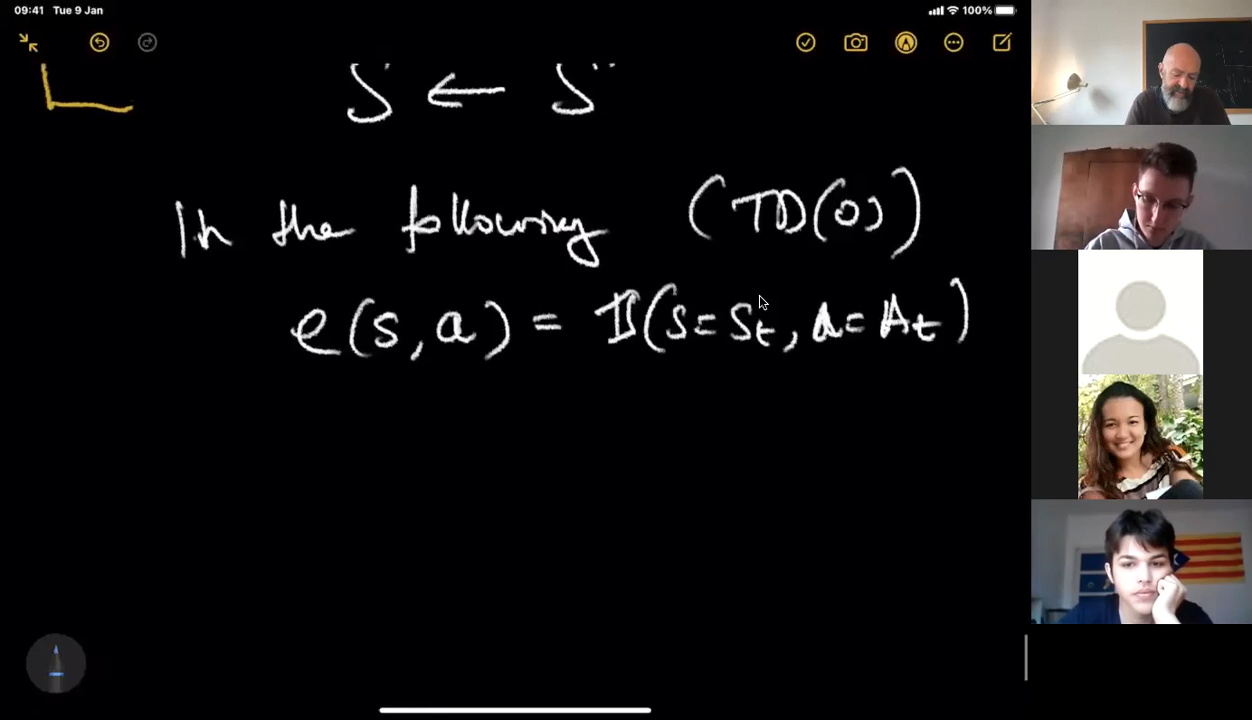 09:41 Tue 9 Jan 100%
S ← S''
In the following (TD(0))
e(s,a) = 𝟙(s=St, a=At)